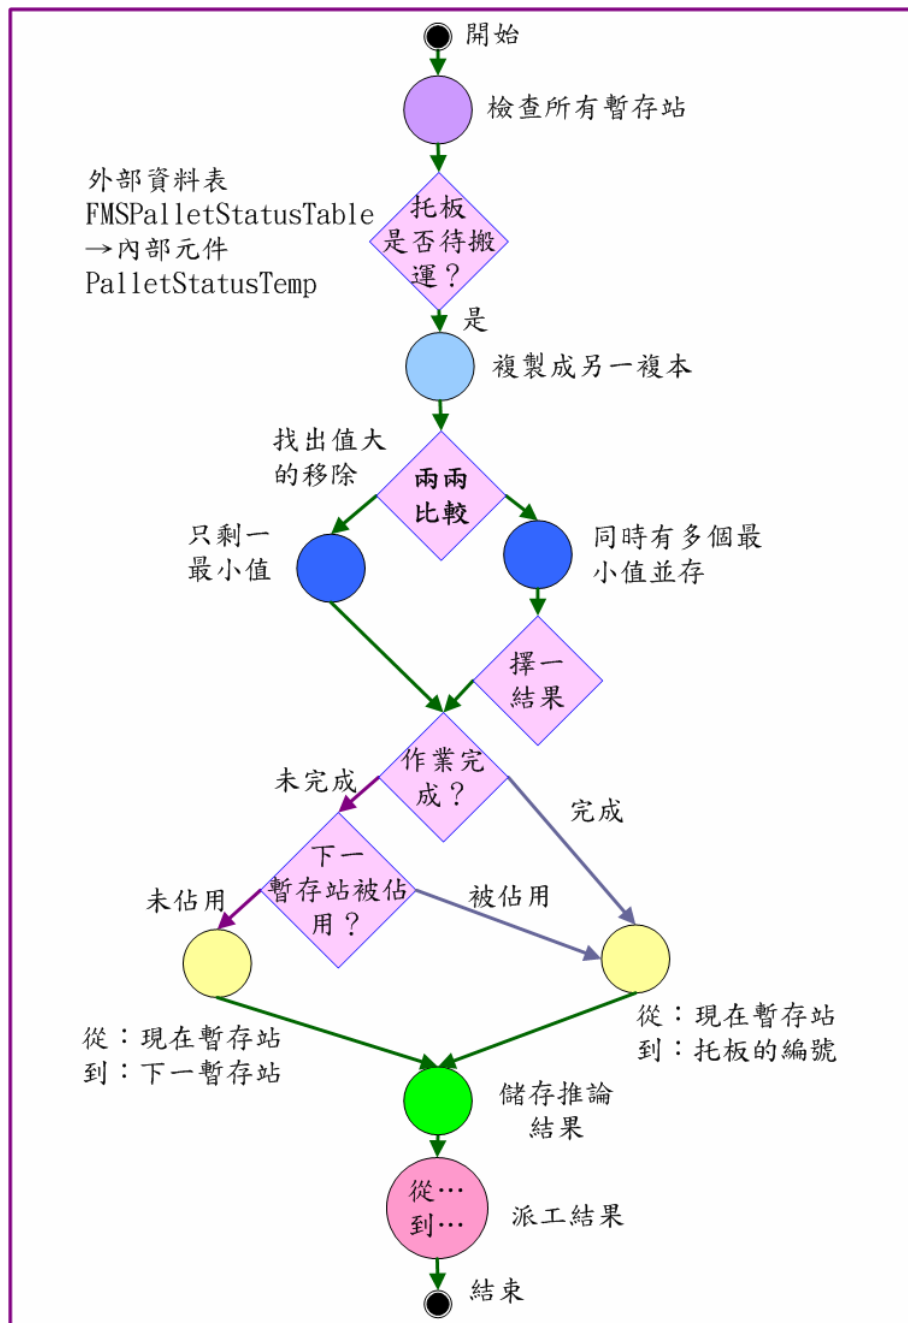 開始
檢查所有暫存站
外部資料表
FMSPalletStatusTable
→內部元件
PalletStatusTemp
托板
是否待搬
運？
是
複製成另一複本
找出值大
的移除
兩兩
比較
只剩一
最小值
同時有多個最
小值並存
擇一
結果
作業完
成？
未完成
完成
下一
暫存站被佔
用？
未佔用
被佔用
從：現在暫存站
到：下一暫存站
從：現在暫存站
到：托板的編號
儲存推論
結果
從…
到…
派工結果
結束